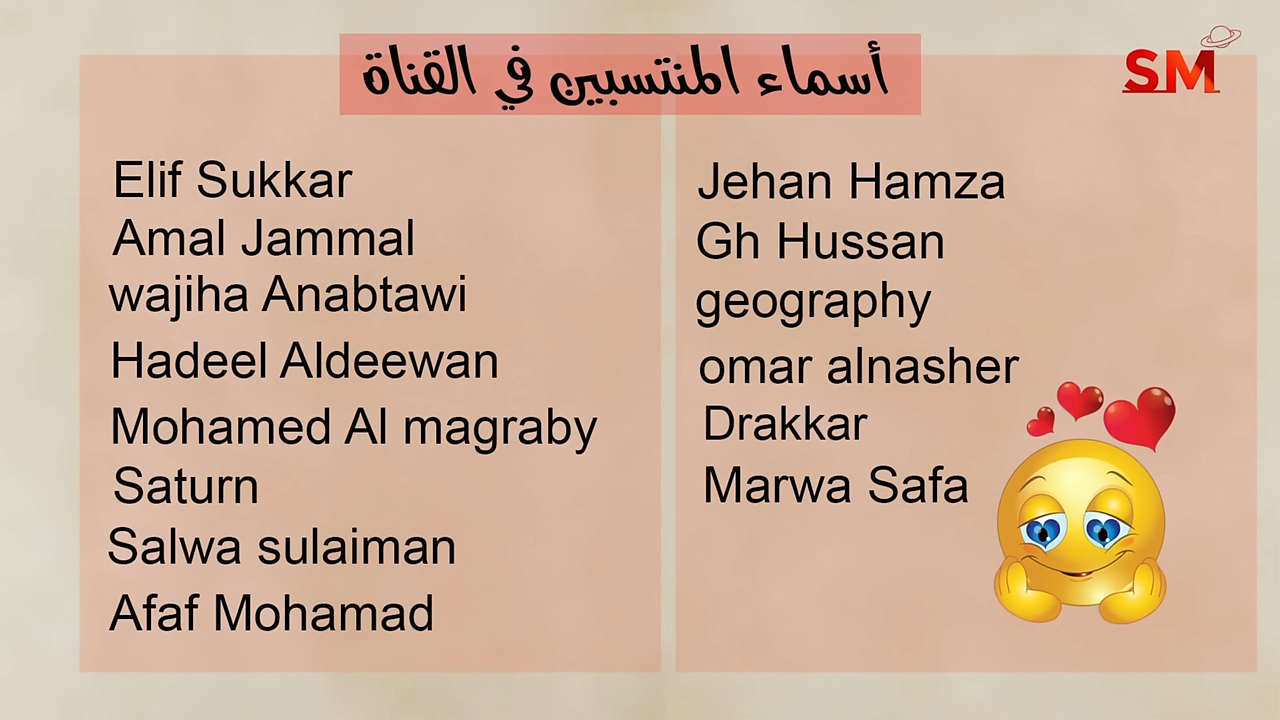 أسماء المنتسبين في القناة
SM
Elif Sukkar
Amal Jammal
wajiha Anabtawi
Hadeel Aldeewan
Mohamed Al magraby
Saturn
Salwa sulaiman
Afaf Mohamad
Jehan Hamza
Gh Hussan
geography
omar alnasher
Drakkar
Marwa Safa